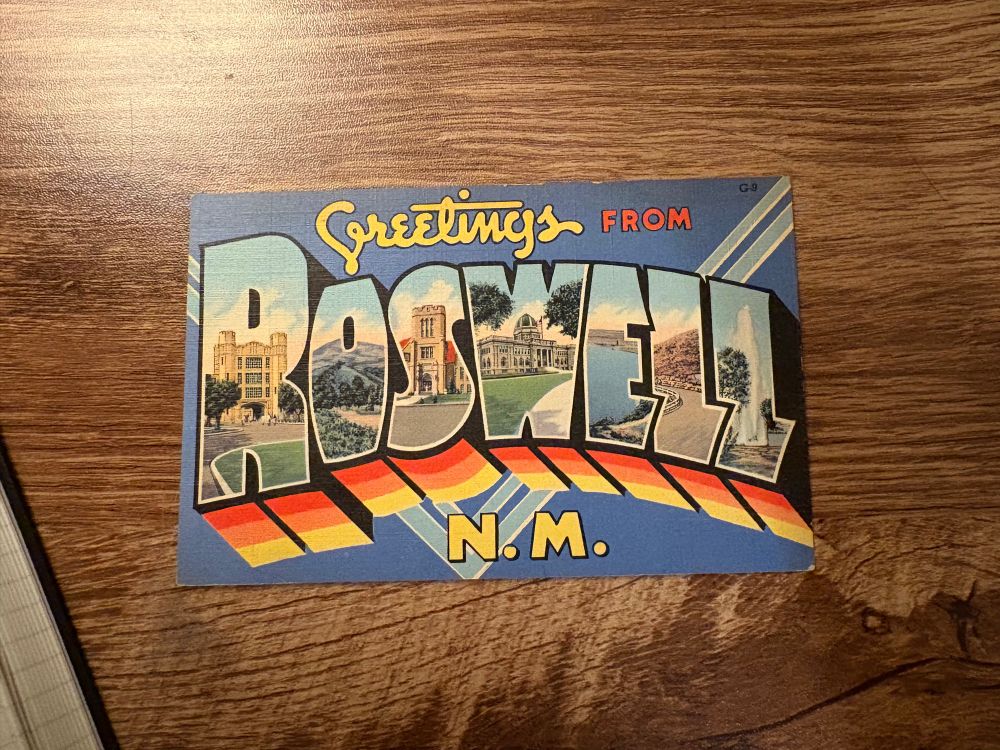 G-9
Greetings FROM
ROSWELL
N. M.